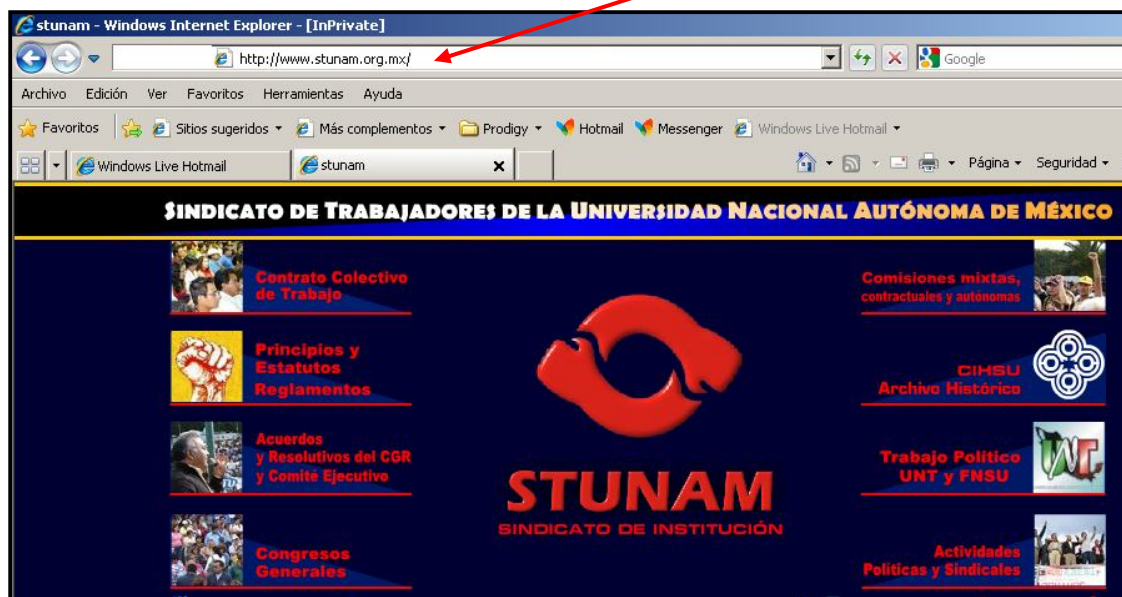 stunam - Windows Internet Explorer - [InPrivate]
http://www.stunam.org.mx/
Google
Archivo Edición Ver Favoritos Herramientas Ayuda
Favoritos Sitios sugeridos Más complementos Prodigy Hotmail Messenger Windows Live Hotmail
Windows Live Hotmail stunam Página Seguridad
SINDICATO DE TRABAJADORES DE LA UNIVERSIDAD NACIONAL AUTÓNOMA DE MÉXICO
Contrato Colectivo
de Trabajo
Principios y
Estatutos
Reglamentos
Acuerdos
y Resolutivos del CGR
y Comité Ejecutivo
Congresos
Generales
STUNAM
SINDICATO DE INSTITUCIÓN
Comisiones mixtas,
contractuales y autónomas
CIHSU
Archivo Histórico
Trabajo Político
UNT y FNSU
UNT
Actividades
Políticas y Sindicales